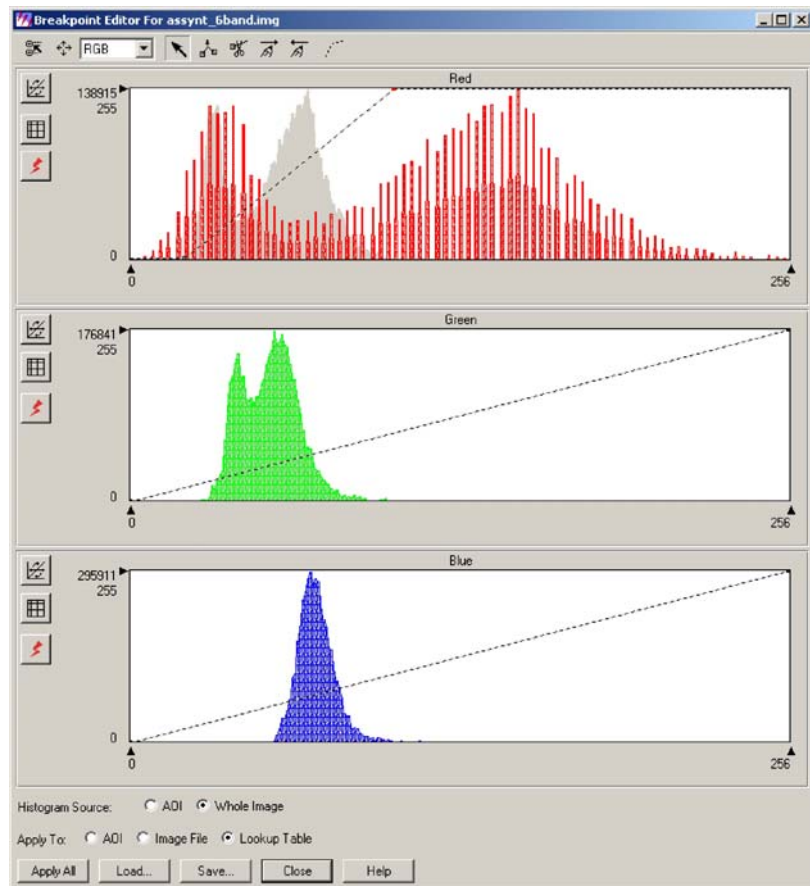 Breakpoint Editor For assynt_6band.img
RGB
Red
138915
255
0
0
256
Green
176841
255
0
0
256
Blue
295911
255
0
0
256
Histogram Source: AOI Whole Image
Apply To: AOI Image File Lookup Table
Apply All Load... Save... Close Help